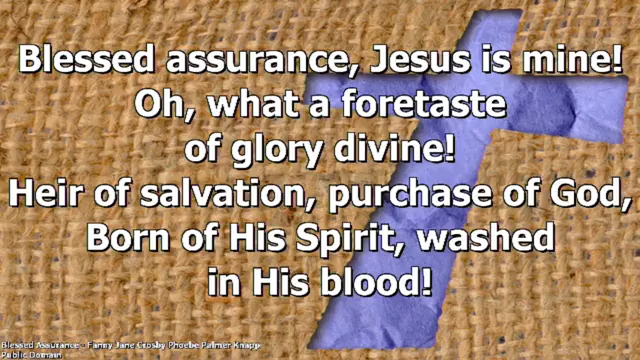 Blessed assurance, Jesus is mine!
Oh, what a foretaste
of glory divine!
Heir of salvation, purchase of God,
Born of His Spirit, washed
in His blood!
Blessed Assurance - Fanny Jane Crosby Phoebe Palmer Knapp
Public Domain